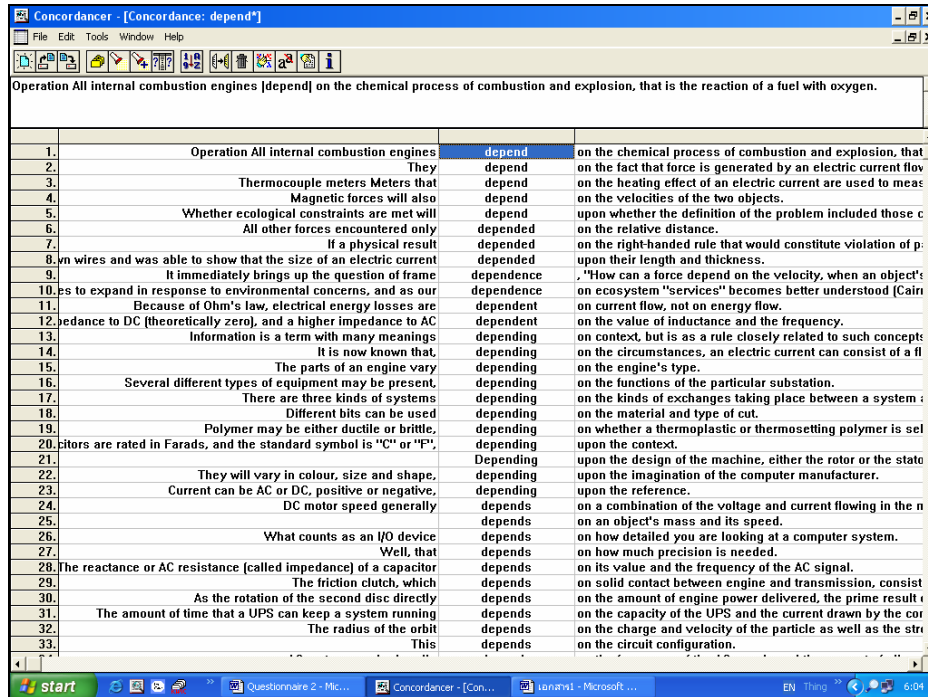 Concordancer - [Concordance: depend*]
File Edit Tools Window Help
Operation All internal combustion engines |depend| on the chemical process of combustion and explosion, that is the reaction of a fuel with oxygen.
1. Operation All internal combustion engines depend on the chemical process of combustion and explosion, that
2. They depend on the fact that force is generated by an electric current flow
3. Thermocouple meters Meters that depend on the heating effect of an electric current are used to meas
4. Magnetic forces will also depend on the velocities of the two objects.
5. Whether ecological constraints are met will depend upon whether the definition of the problem included those c
6. All other forces encountered only depended on the relative distance.
7. If a physical result depended on the right-handed rule that would constitute violation of pa
8. wn wires and was able to show that the size of an electric current depended upon their length and thickness.
9. It immediately brings up the question of frame dependence , "How can a force depend on the velocity, when an object's
10. es to expand in response to environmental concerns, and as our dependence on ecosystem "services" becomes better understood (Cairn
11. Because of Ohm's law, electrical energy losses are dependent on current flow, not on energy flow.
12. pedance to DC (theoretically zero), and a higher impedance to AC dependent on the value of inductance and the frequency.
13. Information is a term with many meanings depending on context, but is as a rule closely related to such concepts
14. It is now known that, depending on the circumstances, an electric current can consist of a fl
15. The parts of an engine vary depending on the engine's type.
16. Several different types of equipment may be present, depending on the functions of the particular substation.
17. There are three kinds of systems depending on the kinds of exchanges taking place between a system a
18. Different bits can be used depending on the material and type of cut.
19. Polymer may be either ductile or brittle, depending on whether a thermoplastic or thermosetting polymer is sel
20. citors are rated in Farads, and the standard symbol is "C" or "F", depending upon the context.
21. Depending upon the design of the machine, either the rotor or the stato
22. They will vary in colour, size and shape, depending upon the imagination of the computer manufacturer.
23. Current can be AC or DC, positive or negative, depending upon the reference.
24. DC motor speed generally depends on a combination of the voltage and current flowing in the m
25. depends on an object's mass and its speed.
26. What counts as an I/O device depends on how detailed you are looking at a computer system.
27. Well, that depends on how much precision is needed.
28. The reactance or AC resistance (called impedance) of a capacitor depends on its value and the frequency of the AC signal.
29. The friction clutch, which depends on solid contact between engine and transmission, consist
30. As the rotation of the second disc directly depends on the amount of engine power delivered, the prime result
31. The amount of time that a UPS can keep a system running depends on the capacity of the UPS and the current drawn by the con
32. The radius of the orbit depends on the charge and velocity of the particle as well as the stre
33. This depends on the circuit configuration.
start Questionnaire 2 - Mic... Concordancer - [Con... เอกสาร1 - Microsoft ... EN Thing 6:04